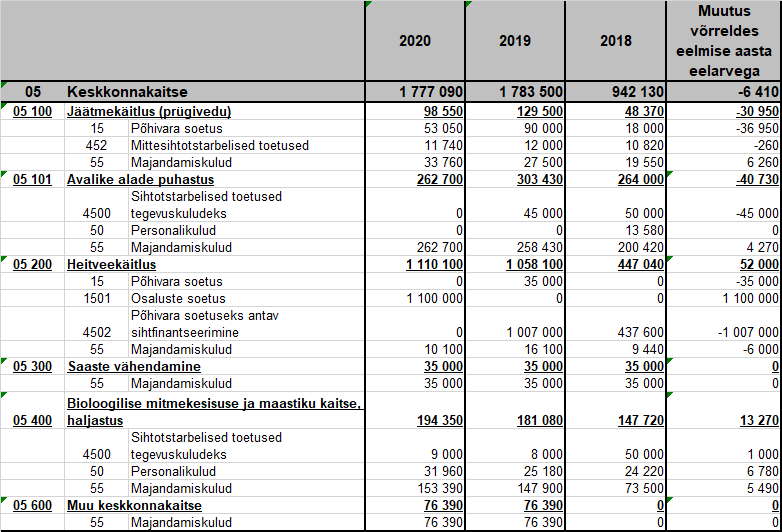 2020 2019 2018 Muutus võrreldes eelmise aasta eelarvega
05 Keskkonnakaitse 1 777 090 1 783 500 942 130 -6 410
05 100 Jäätmekäitlus (prügivedu) 98 550 129 500 48 370 -30 950
15 Põhivara soetus 53 050 90 000 18 000 -36 950
452 Mittesihtotstarbelised toetused 11 740 12 000 10 820 -260
55 Majandamiskulud 33 760 27 500 19 550 6 260
05 101 Avalike alade puhastus 262 700 303 430 264 000 -40 730
Sihtotstarbelised toetused
4500 tegevuskuludeks 0 45 000 50 000 -45 000
50 Personalikulud 0 0 13 580 0
55 Majandamiskulud 262 700 258 430 200 420 4 270
05 200 Heitveekäitlus 1 110 100 1 058 100 447 040 52 000
15 Põhivara soetus 0 35 000 0 -35 000
1501 Osaluste soetus 1 100 000 0 0 1 100 000
Põhivara soetuseks antav
4502 sihtfinantseerimine 0 1 007 000 437 600 -1 007 000
55 Majandamiskulud 10 100 16 100 9 440 -6 000
05 300 Saaste vähendamine 35 000 35 000 35 000 0
55 Majandamiskulud 35 000 35 000 35 000 0
Bioloogilise mitmekesisuse ja maastiku kaitse,
05 400 haljastus 194 350 181 080 147 720 13 270
Sihtotstarbelised toetused
4500 tegevuskuludeks 9 000 8 000 50 000 1 000
50 Personalikulud 31 960 25 180 24 220 6 780
55 Majandamiskulud 153 390 147 900 73 500 5 490
05 600 Muu keskkonnakaitse 76 390 76 390 0 0
55 Majandamiskulud 76 390 76 390 0 0